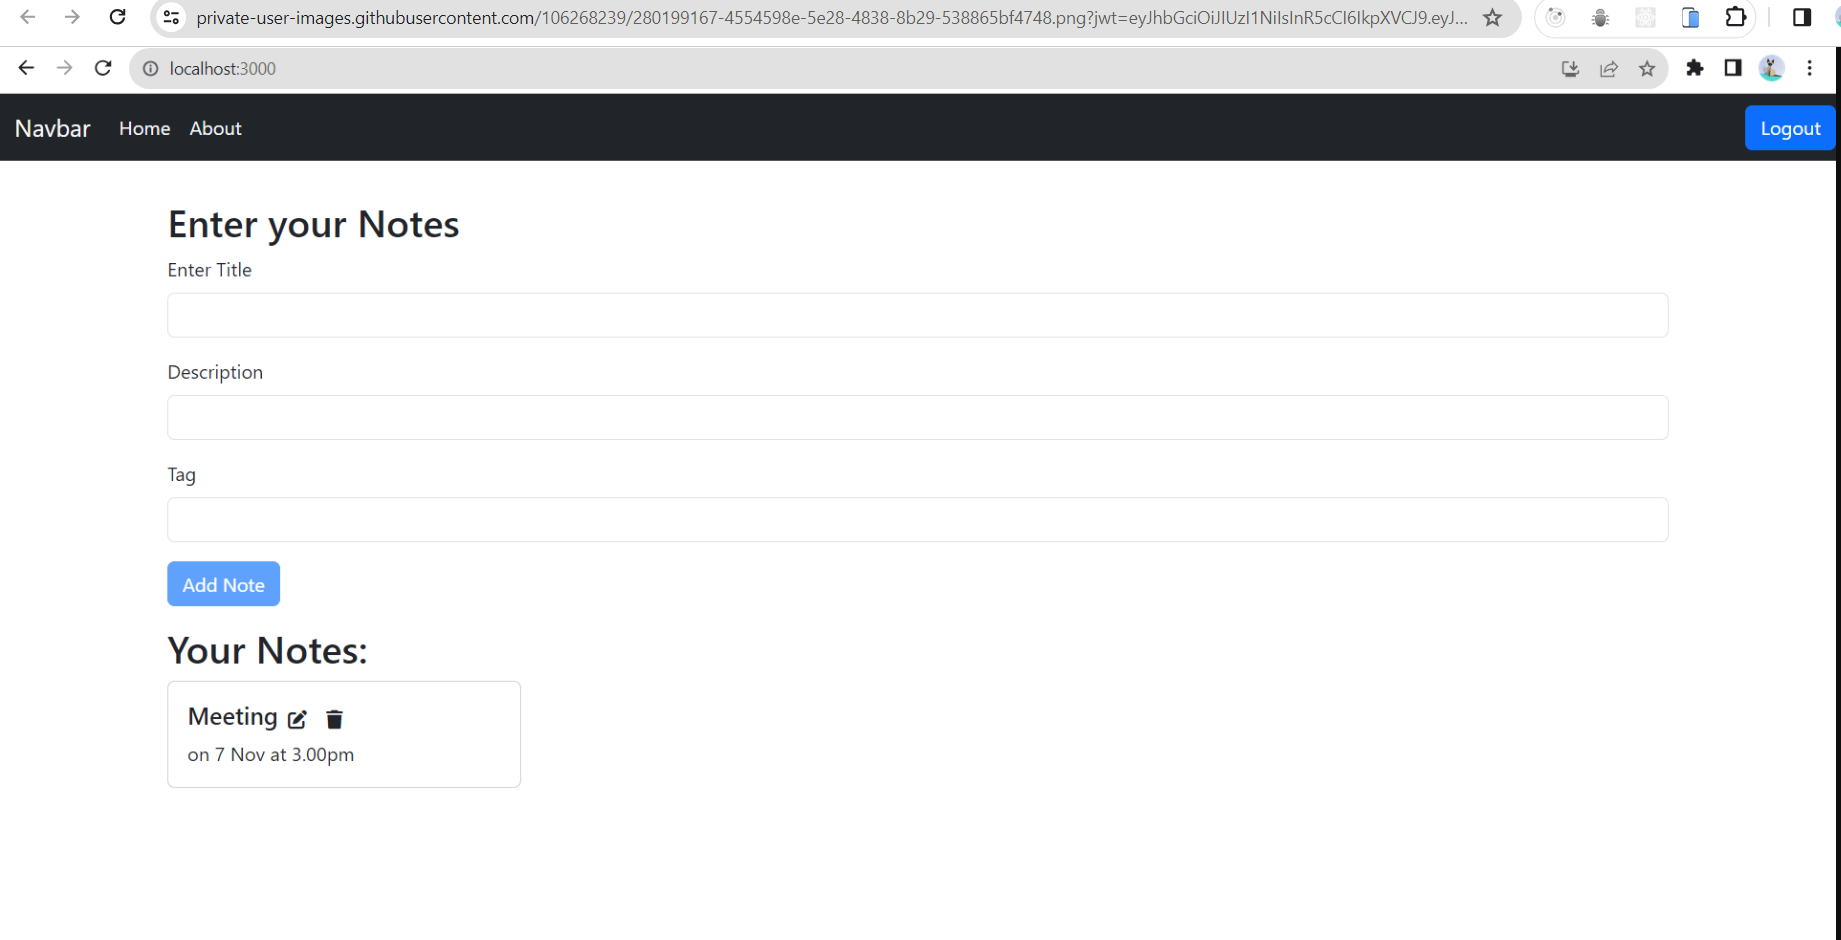 private-user-images.githubusercontent.com/106268239/280199167-4554598e-5e28-4838-8b29-538865bf4748.png?jwt=eyJhbGciOiJIUzI1NiIsInR5cCI6IkpXVCJ9.eyJ...
localhost:3000
Navbar Home About Logout
Enter your Notes
Enter Title
Description
Tag
Add Note
Your Notes:
Meeting
on 7 Nov at 3.00pm